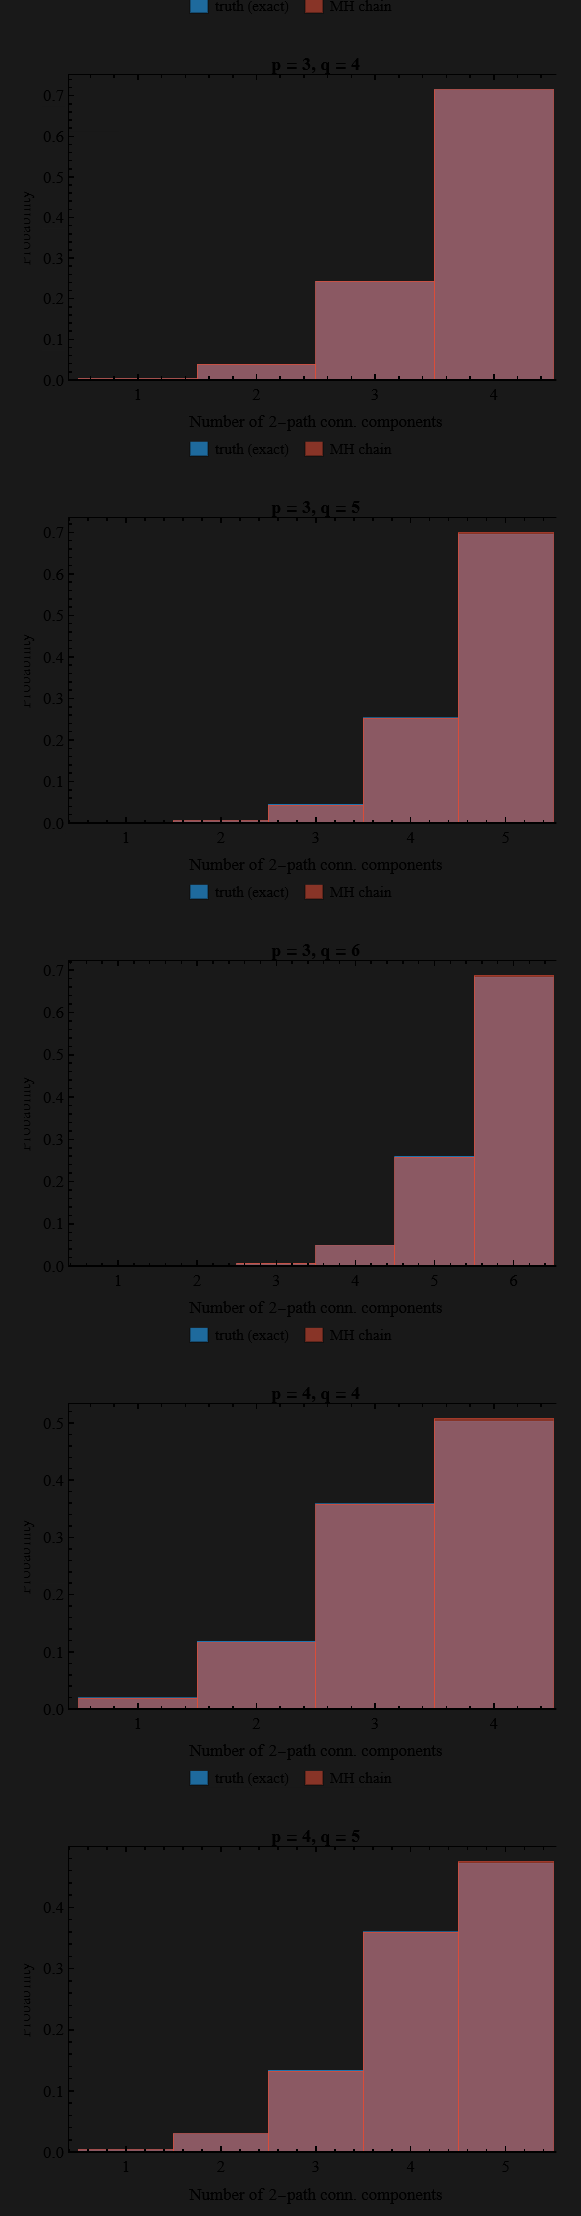 truth (exact) MH chain
p = 3, q = 4
0.7
0.6
0.5
0.4
0.3
0.2
0.1
0.0
Probability
1 2 3 4
Number of 2-path conn. components
truth (exact) MH chain
p = 3, q = 5
0.7
0.6
0.5
0.4
0.3
0.2
0.1
0.0
Probability
1 2 3 4 5
Number of 2-path conn. components
truth (exact) MH chain
p = 3, q = 6
0.7
0.6
0.5
0.4
0.3
0.2
0.1
0.0
Probability
1 2 3 4 5 6
Number of 2-path conn. components
truth (exact) MH chain
p = 4, q = 4
0.5
0.4
0.3
0.2
0.1
0.0
Probability
1 2 3 4
Number of 2-path conn. components
truth (exact) MH chain
p = 4, q = 5
0.4
0.3
0.2
0.1
0.0
Probability
1 2 3 4 5
Number of 2-path conn. components